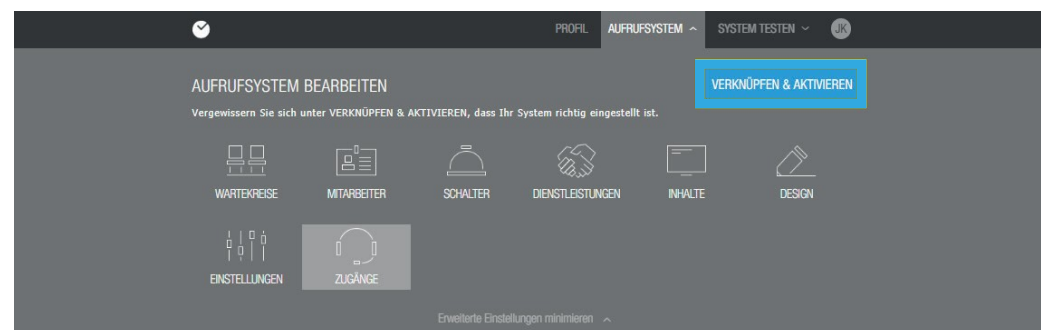 PROFIL AUFRUFSYSTEM SYSTEM TESTEN JK
AUFRUFSYSTEM BEARBEITEN VERKNÜPFEN & AKTIVIEREN
Vergewissern Sie sich unter VERKNÜPFEN & AKTIVIEREN, dass Ihr System richtig eingestellt ist.
WARTEKREISE MITARBEITER SCHALTER DIENSTLEISTUNGEN INHALTE DESIGN
EINSTELLUNGEN ZUGÄNGE
Erweiterte Einstellungen minimieren